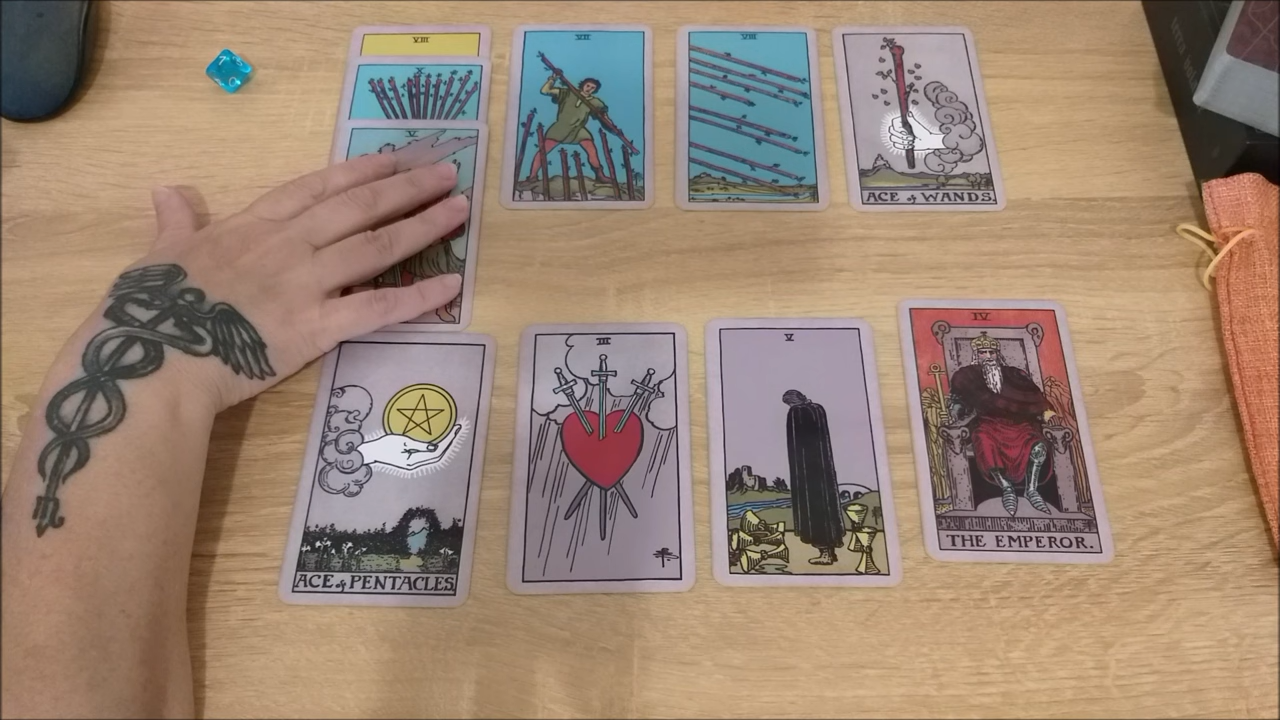 VIII
X
V
VII
VIII
ACE of WANDS.
ACE of PENTACLES
III
V
IV
THE EMPEROR.